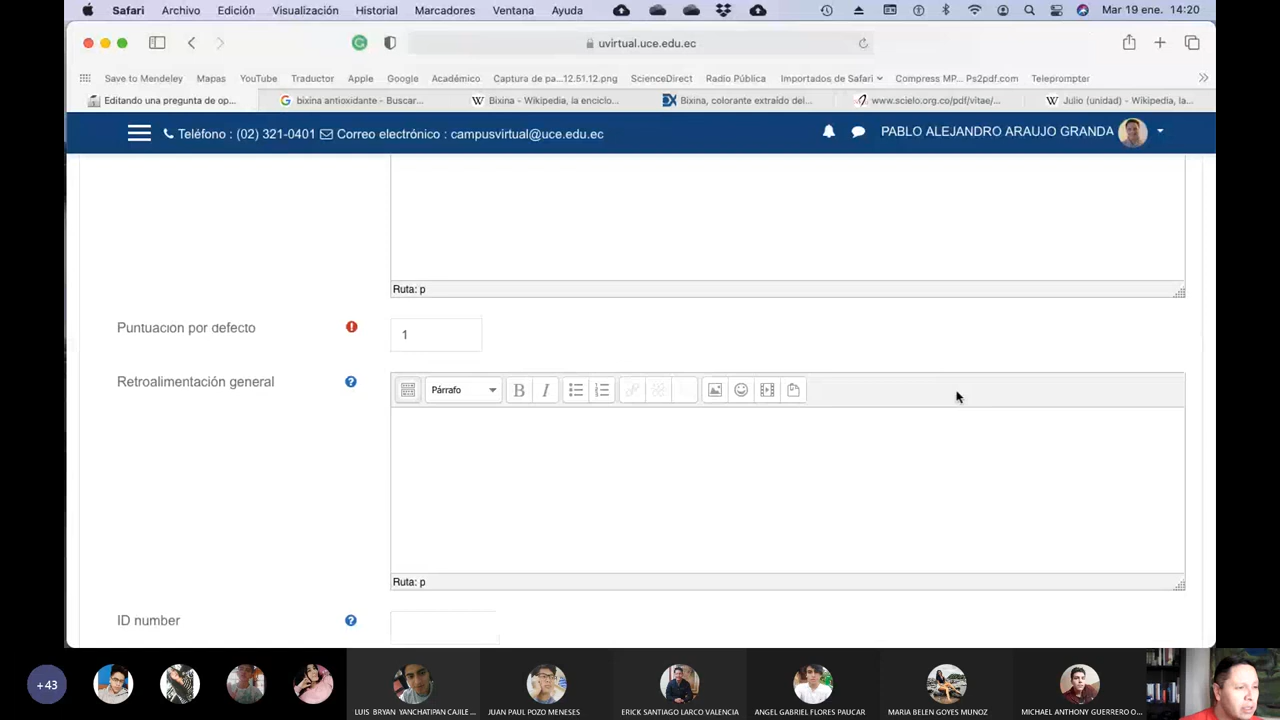 Safari Archivo Edición Visualización Historial Marcadores Ventana Ayuda Mar 19 ene. 14:20
uvirtual.uce.edu.ec
Save to Mendeley Mapas YouTube Traductor Apple Google Académico Captura de pa...12.51.12.png ScienceDirect Radio Pública Importados de Safari Compress MP... Ps2pdf.com Teleprompter
Editando una pregunta de op... bixina antioxidante - Buscar... Bixina - Wikipedia, la enciclo... Bixina, colorante extraído del... www.scielo.org.co/pdf/vitae/... Julio (unidad) - Wikipedia, la...
Teléfono : (02) 321-0401 Correo electrónico : campusvirtual@uce.edu.ec PABLO ALEJANDRO ARAUJO GRANDA
Ruta: p
Puntuación por defecto 1
Retroalimentación general Párrafo B I
Ruta: p
ID number
+43 LUIS BRYAN YANCHATIPAN CAJILE ... JUAN PAUL POZO MENESES ERICK SANTIAGO LARCO VALENCIA ANGEL GABRIEL FLORES PAUCAR MARIA BELEN GOYES MUNOZ MICHAEL ANTHONY GUERRERO O...